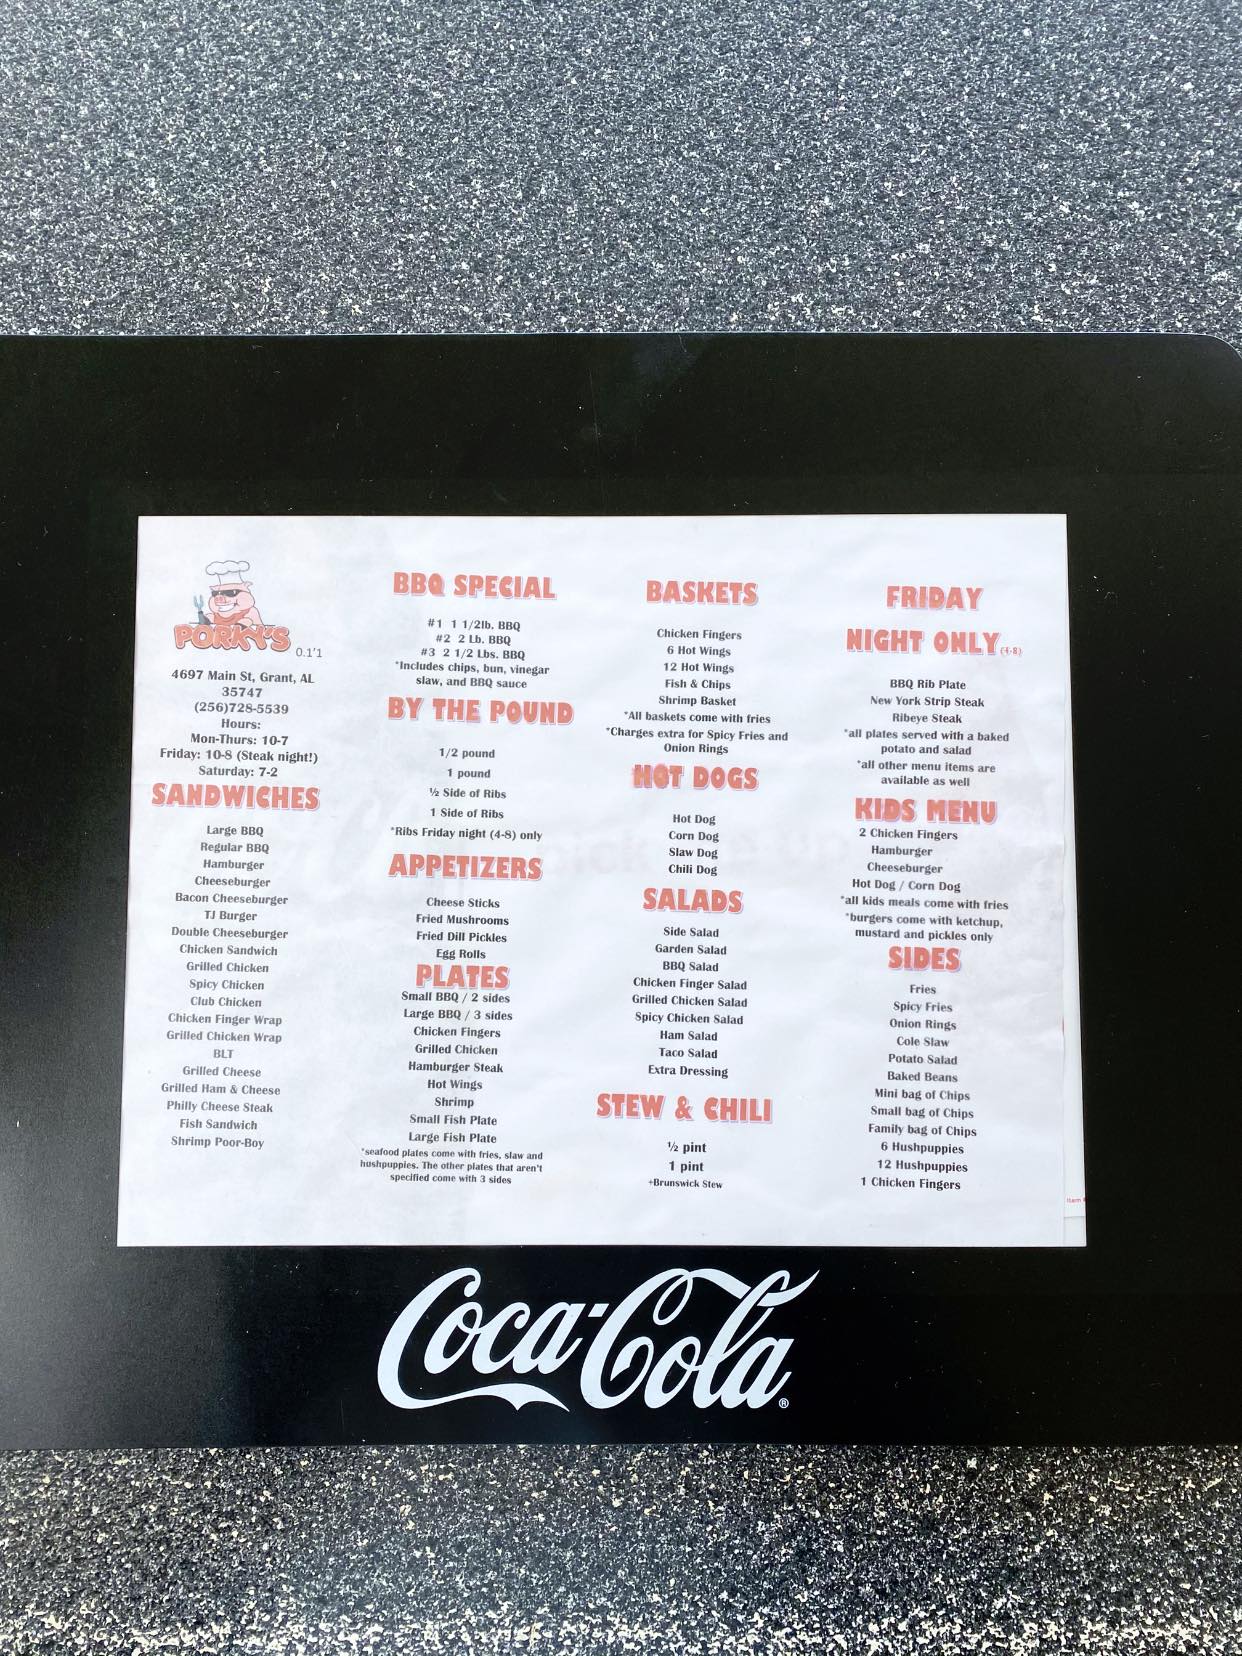 PORKY'S
0.1'1
4697 Main St, Grant, AL
35747
(256)728-5539
Hours:
Mon-Thurs: 10-7
Friday: 10-8 (Steak night!)
Saturday: 7-2
SANDWICHES
Large BBQ
Regular BBQ
Hamburger
Cheeseburger
Bacon Cheeseburger
TJ Burger
Double Cheeseburger
Chicken Sandwich
Grilled Chicken
Spicy Chicken
Club Chicken
Chicken Finger Wrap
Grilled Chicken Wrap
BLT
Grilled Cheese
Grilled Ham & Cheese
Philly Cheese Steak
Fish Sandwich
Shrimp Poor-Boy
BBQ SPECIAL
#1 1 1/2lb. BBQ
#2 2 Lb. BBQ
#3 2 1/2 Lbs. BBQ
*Includes chips, bun, vinegar
slaw, and BBQ sauce
BY THE POUND
1/2 pound
1 pound
½ Side of Ribs
1 Side of Ribs
*Ribs Friday night (4-8) only
APPETIZERS
Cheese Sticks
Fried Mushrooms
Fried Dill Pickles
Egg Rolls
PLATES
Small BBQ / 2 sides
Large BBQ / 3 sides
Chicken Fingers
Grilled Chicken
Hamburger Steak
Hot Wings
Shrimp
Small Fish Plate
Large Fish Plate
*seafood plates come with fries, slaw and
hushpuppies. The other plates that aren't
specified come with 3 sides
BASKETS
Chicken Fingers
6 Hot Wings
12 Hot Wings
Fish & Chips
Shrimp Basket
*All baskets come with fries
*Charges extra for Spicy Fries and
Onion Rings
HOT DOGS
Hot Dog
Corn Dog
Slaw Dog
Chili Dog
SALADS
Side Salad
Garden Salad
BBQ Salad
Chicken Finger Salad
Grilled Chicken Salad
Spicy Chicken Salad
Ham Salad
Taco Salad
Extra Dressing
STEW & CHILI
½ pint
1 pint
+Brunswick Stew
FRIDAY
NIGHT ONLY (4-8)
BBQ Rib Plate
New York Strip Steak
Ribeye Steak
*all plates served with a baked
potato and salad
*all other menu items are
available as well
KIDS MENU
2 Chicken Fingers
Hamburger
Cheeseburger
Hot Dog / Corn Dog
*all kids meals come with fries
*burgers come with ketchup,
mustard and pickles only
SIDES
Fries
Spicy Fries
Onion Rings
Cole Slaw
Potato Salad
Baked Beans
Mini bag of Chips
Small bag of Chips
Family bag of Chips
6 Hushpuppies
12 Hushpuppies
1 Chicken Fingers
Item
Coca-Cola®